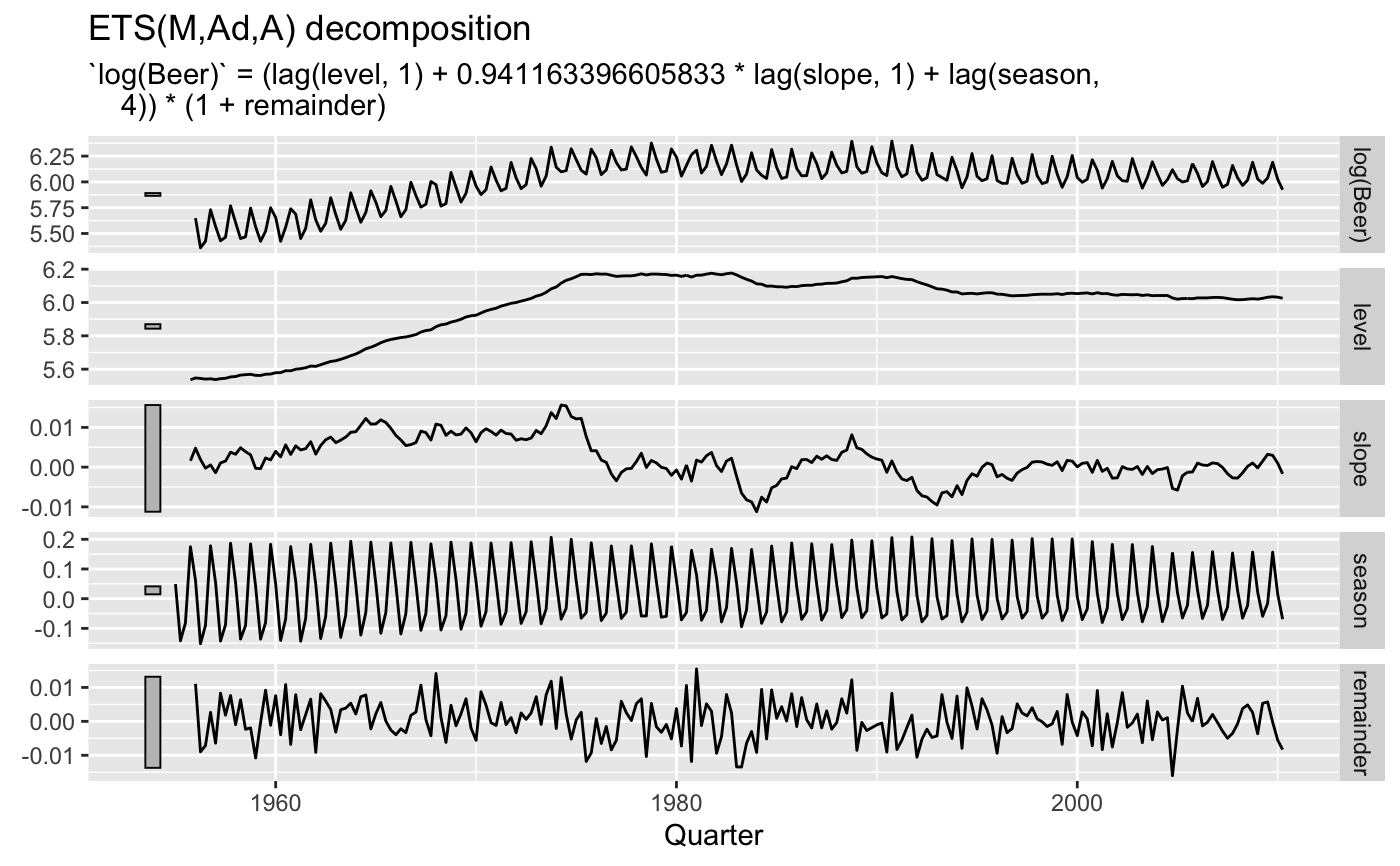 ETS(M,Ad,A) decomposition
`log(Beer)` = (lag(level, 1) + 0.941163396605833 * lag(slope, 1) + lag(season,
4)) * (1 + remainder)
6.25
6.00
5.75
5.50
log(Beer)
6.2
6.0
5.8
5.6
level
0.01
0.00
-0.01
slope
0.2
0.1
0.0
-0.1
season
0.01
0.00
-0.01
remainder
1960
1980
2000
Quarter